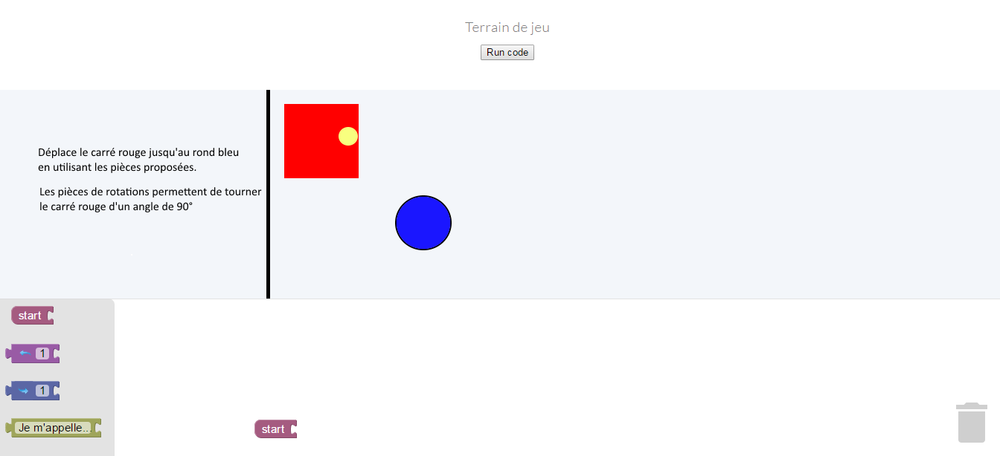 Terrain de jeu
Run code
Déplace le carré rouge jusqu'au rond bleu
en utilisant les pièces proposées.
Les pièces de rotations permettent de tourner
le carré rouge d'un angle de 90°
start
1
1
Je m'appelle...
start